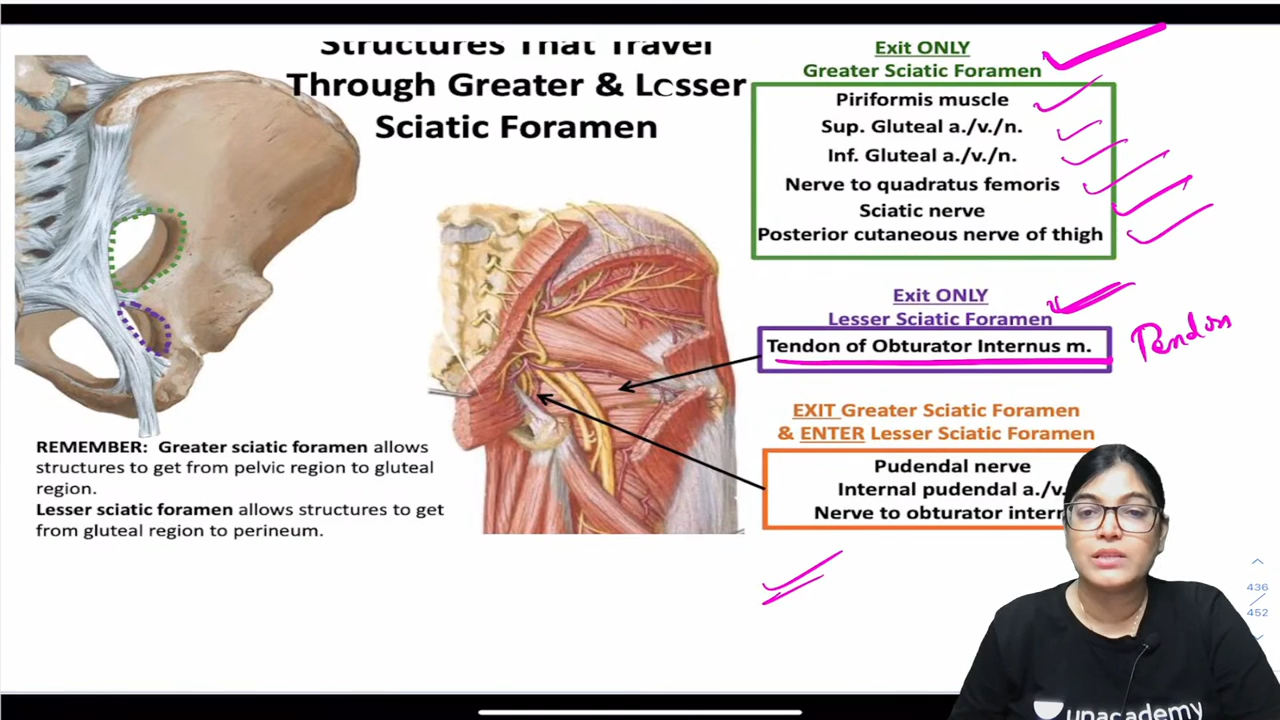 Structures That Travel
Through Greater & Lesser
Sciatic Foramen
Exit ONLY
Greater Sciatic Foramen
Piriformis muscle
Sup. Gluteal a./v./n.
Inf. Gluteal a./v./n.
Nerve to quadratus femoris
Sciatic nerve
Posterior cutaneous nerve of thigh
Exit ONLY
Lesser Sciatic Foramen
Tendon of Obturator Internus m.
Tendon
EXIT Greater Sciatic Foramen
& ENTER Lesser Sciatic Foramen
Pudendal nerve
Internal pudendal a./v.
Nerve to obturator intern
REMEMBER: Greater sciatic foramen allows
structures to get from pelvic region to gluteal
region.
Lesser sciatic foramen allows structures to get
from gluteal region to perineum.
436
452
unacademy